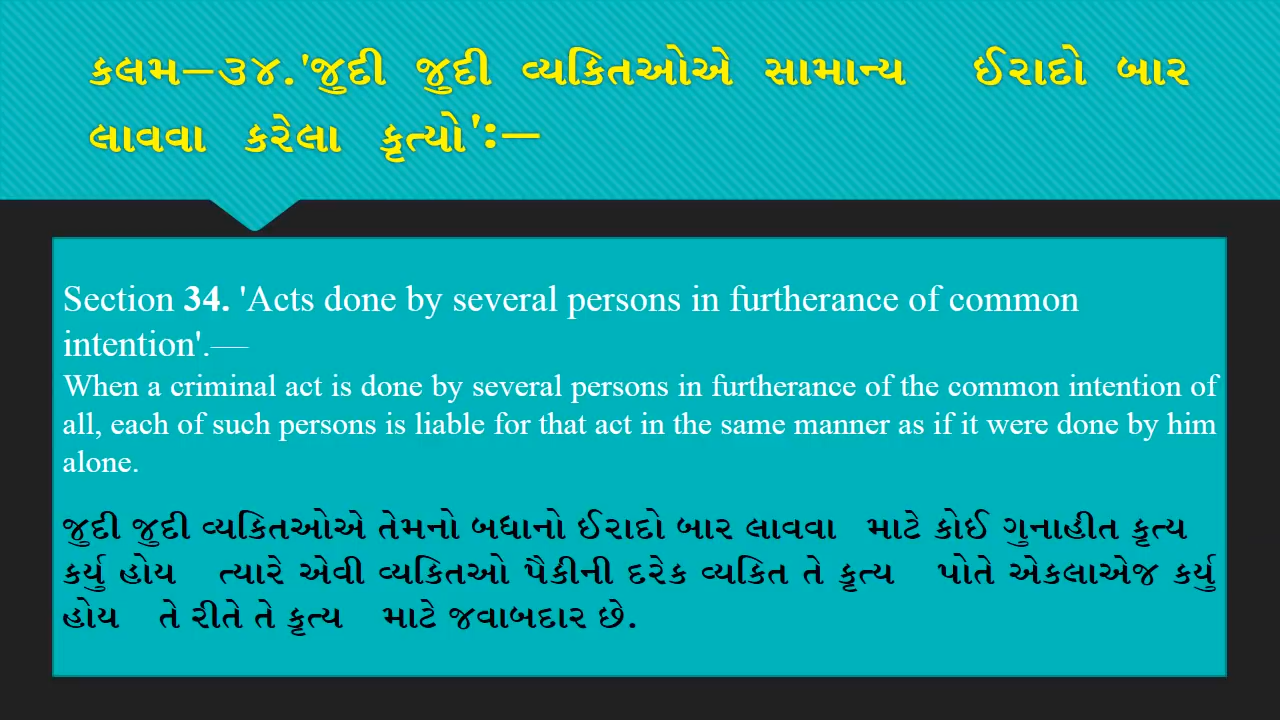 કલમ–૩૪.'જુદી જુદી વ્યકિતઓએ સામાન્ય ઈરાદો બાર
લાવવા કરેલા કૃત્યો':–
Section 34. 'Acts done by several persons in furtherance of common
intention'.—
When a criminal act is done by several persons in furtherance of the common intention of
all, each of such persons is liable for that act in the same manner as if it were done by him
alone.
જુદી જુદી વ્યકિતઓએ તેમનો બધાનો ઈરાદો બાર લાવવા માટે કોઈ ગુનાહીત કૃત્ય
કર્યુ હોય ત્યારે એવી વ્યકિતઓ પૈકીની દરેક વ્યકિત તે કૃત્ય પોતે એકલાએજ કર્યુ
હોય તે રીતે તે કૃત્ય માટે જવાબદાર છે.